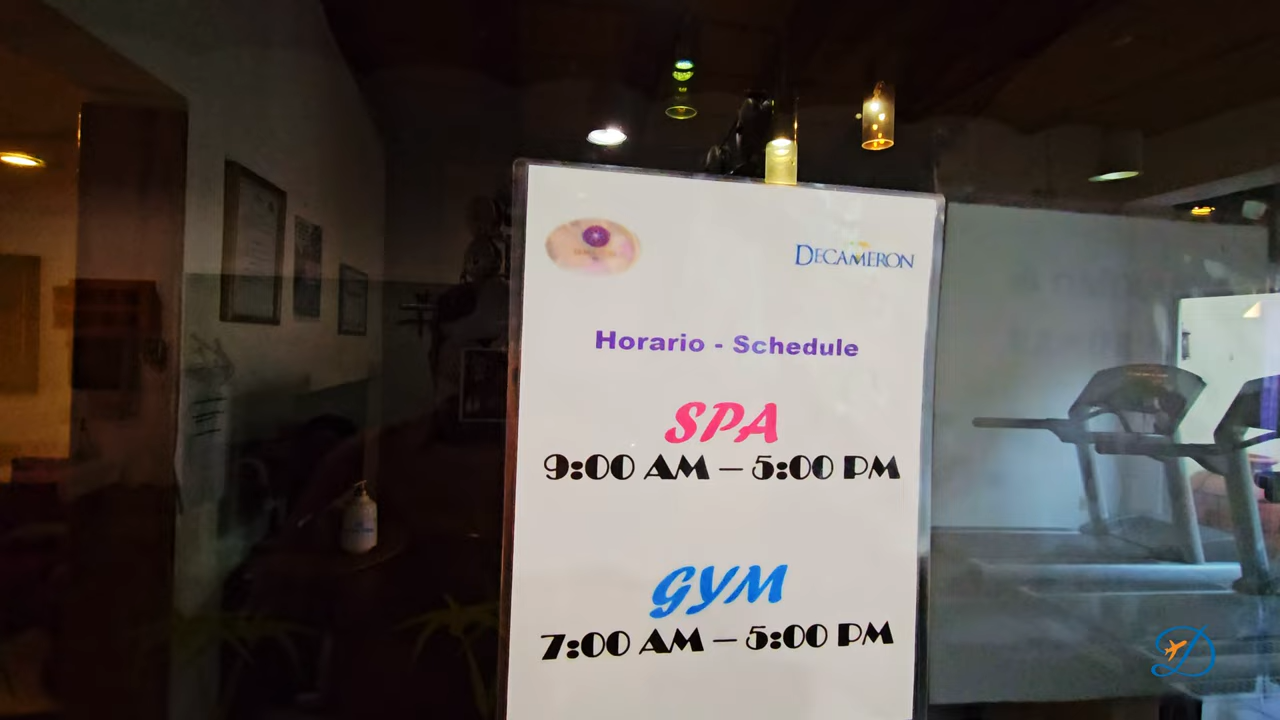 DECAMERON
Horario - Schedule
SPA
9:00 AM – 5:00 PM
GYM
7:00 AM – 5:00 PM